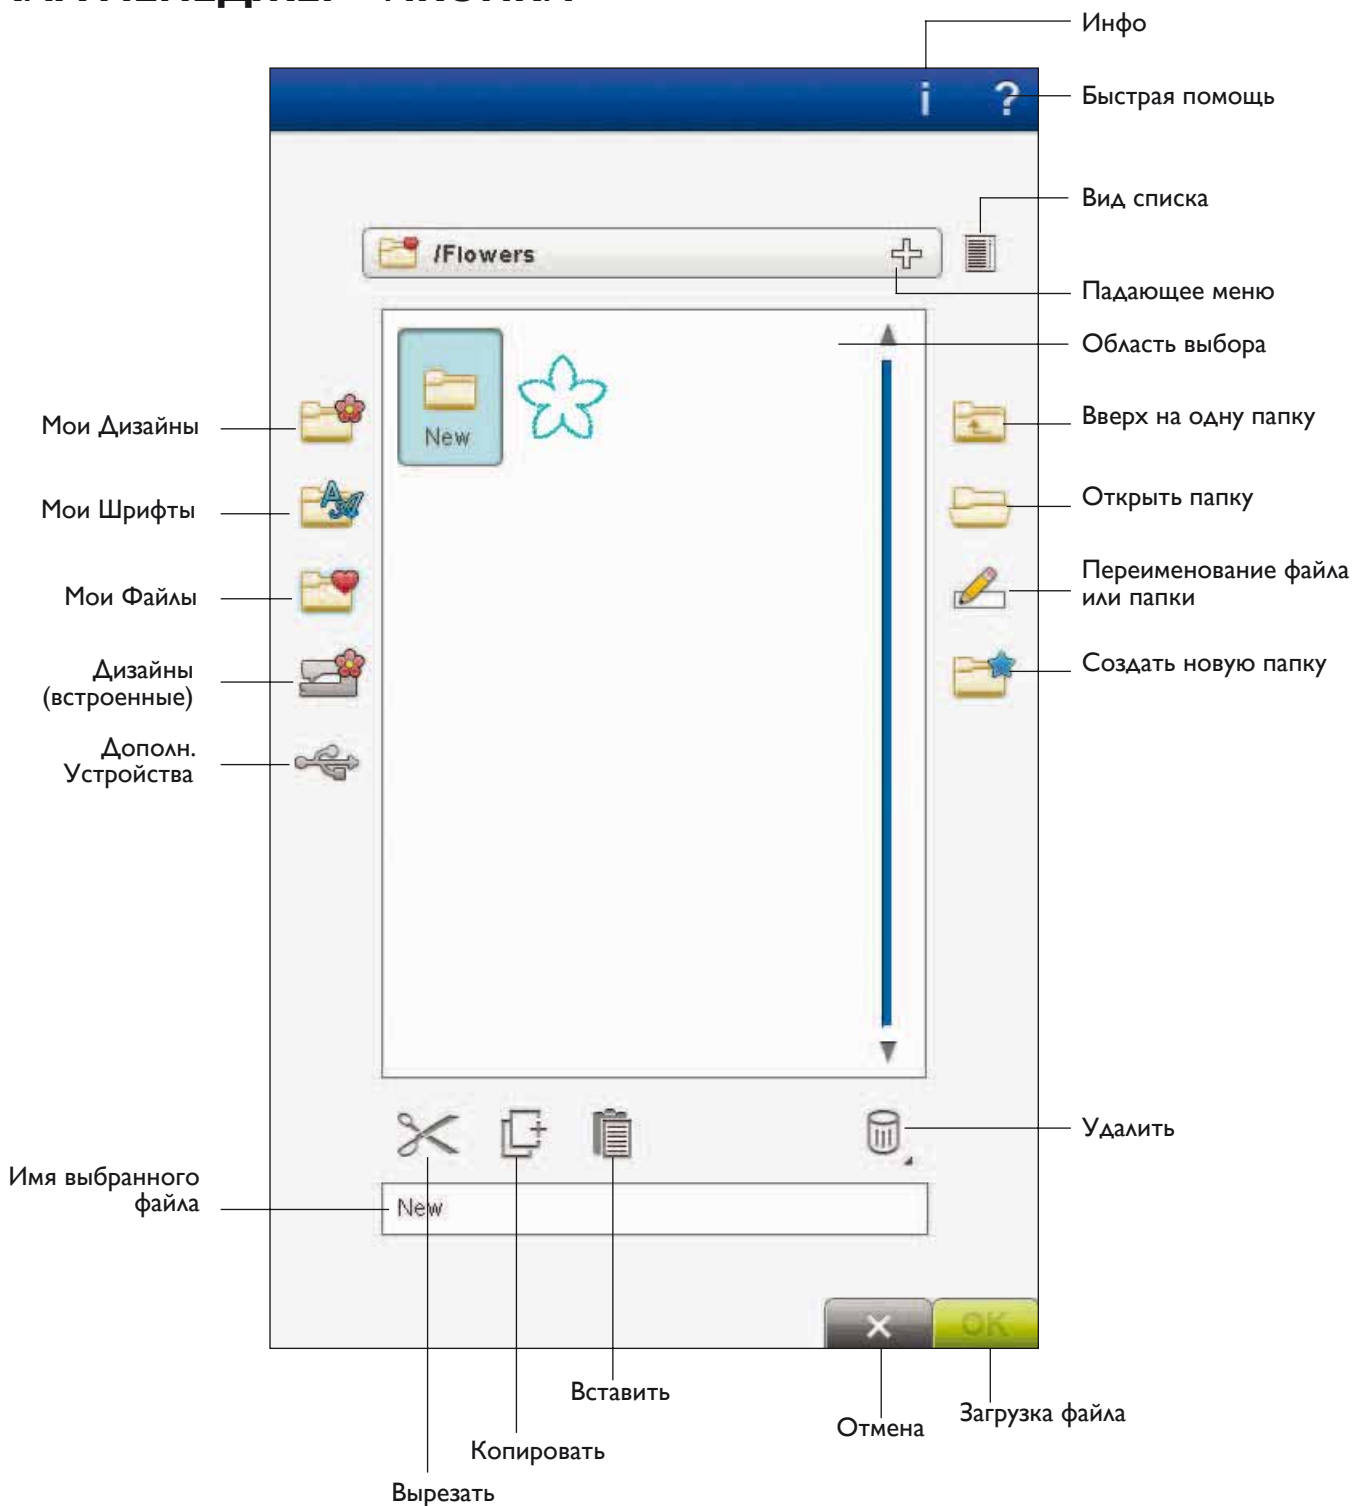 Инфо
i ?
Быстрая помощь
Вид списка
/Flowers
Падающее меню
Область выбора
New
Мои Дизайны
Вверх на одну папку
Мои Шрифты
Открыть папку
Мои Файлы
Переименование файла
или папки
Дизайны
(встроенные)
Создать новую папку
Дополн.
Устройства
Удалить
Имя выбранного
файла
New
OK
Вставить
Отмена
Загрузка файла
Копировать
Вырезать